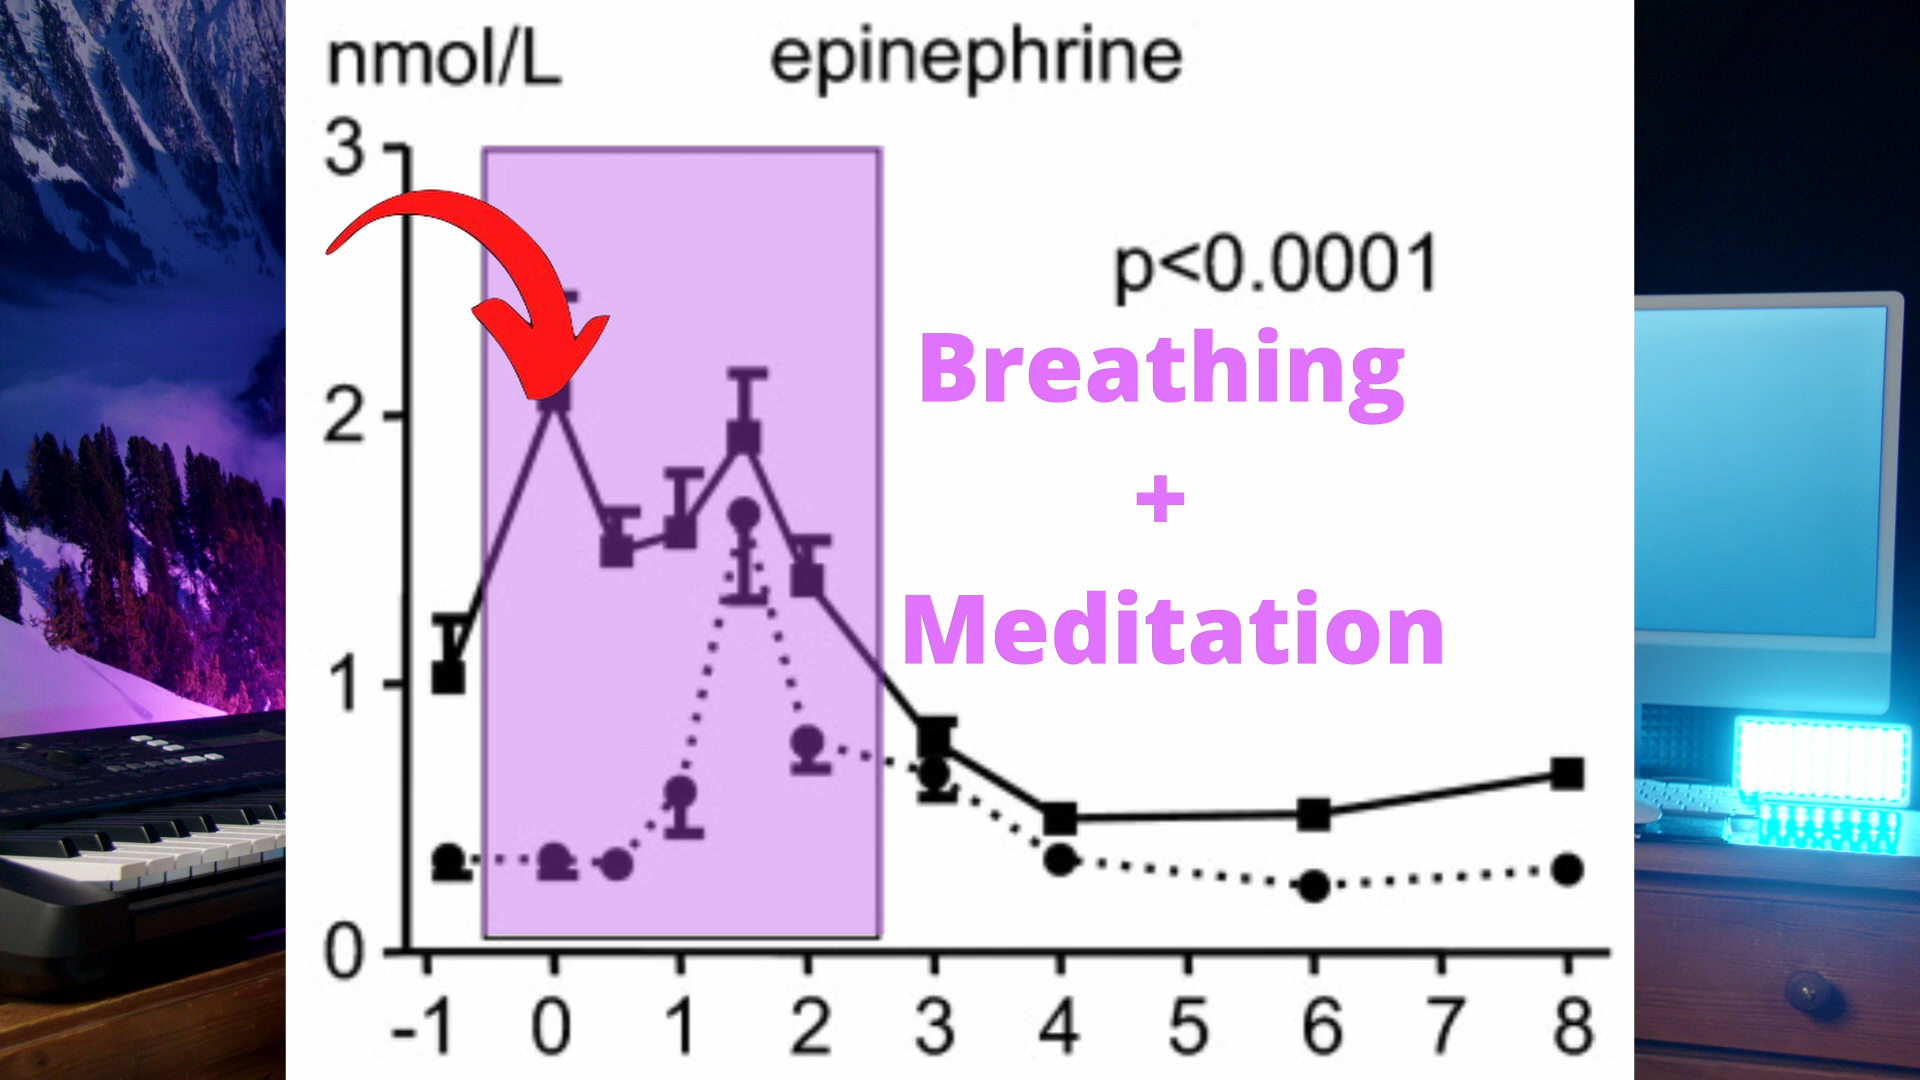 nmol/L epinephrine
3
p<0.0001
Breathing
2
+
Meditation
1
0
-1 0 1 2 3 4 5 6 7 8